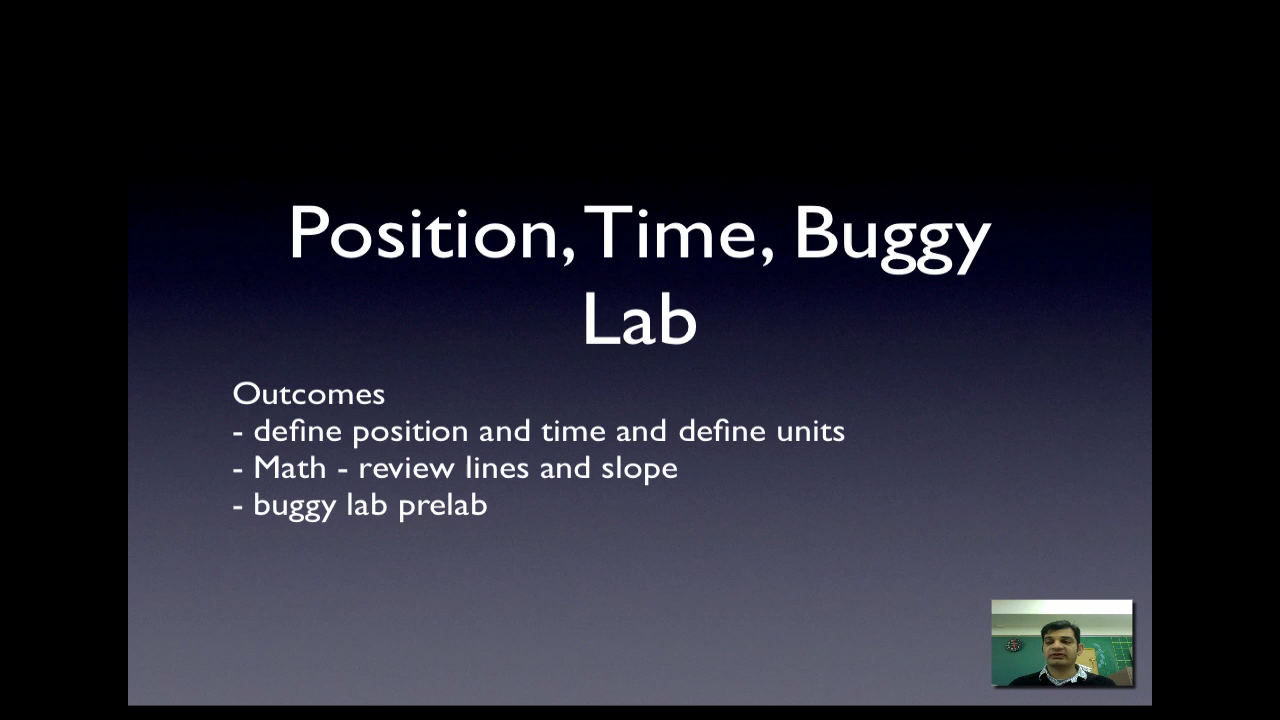 Position, Time, Buggy
Lab
Outcomes
- define position and time and define units
- Math - review lines and slope
- buggy lab prelab